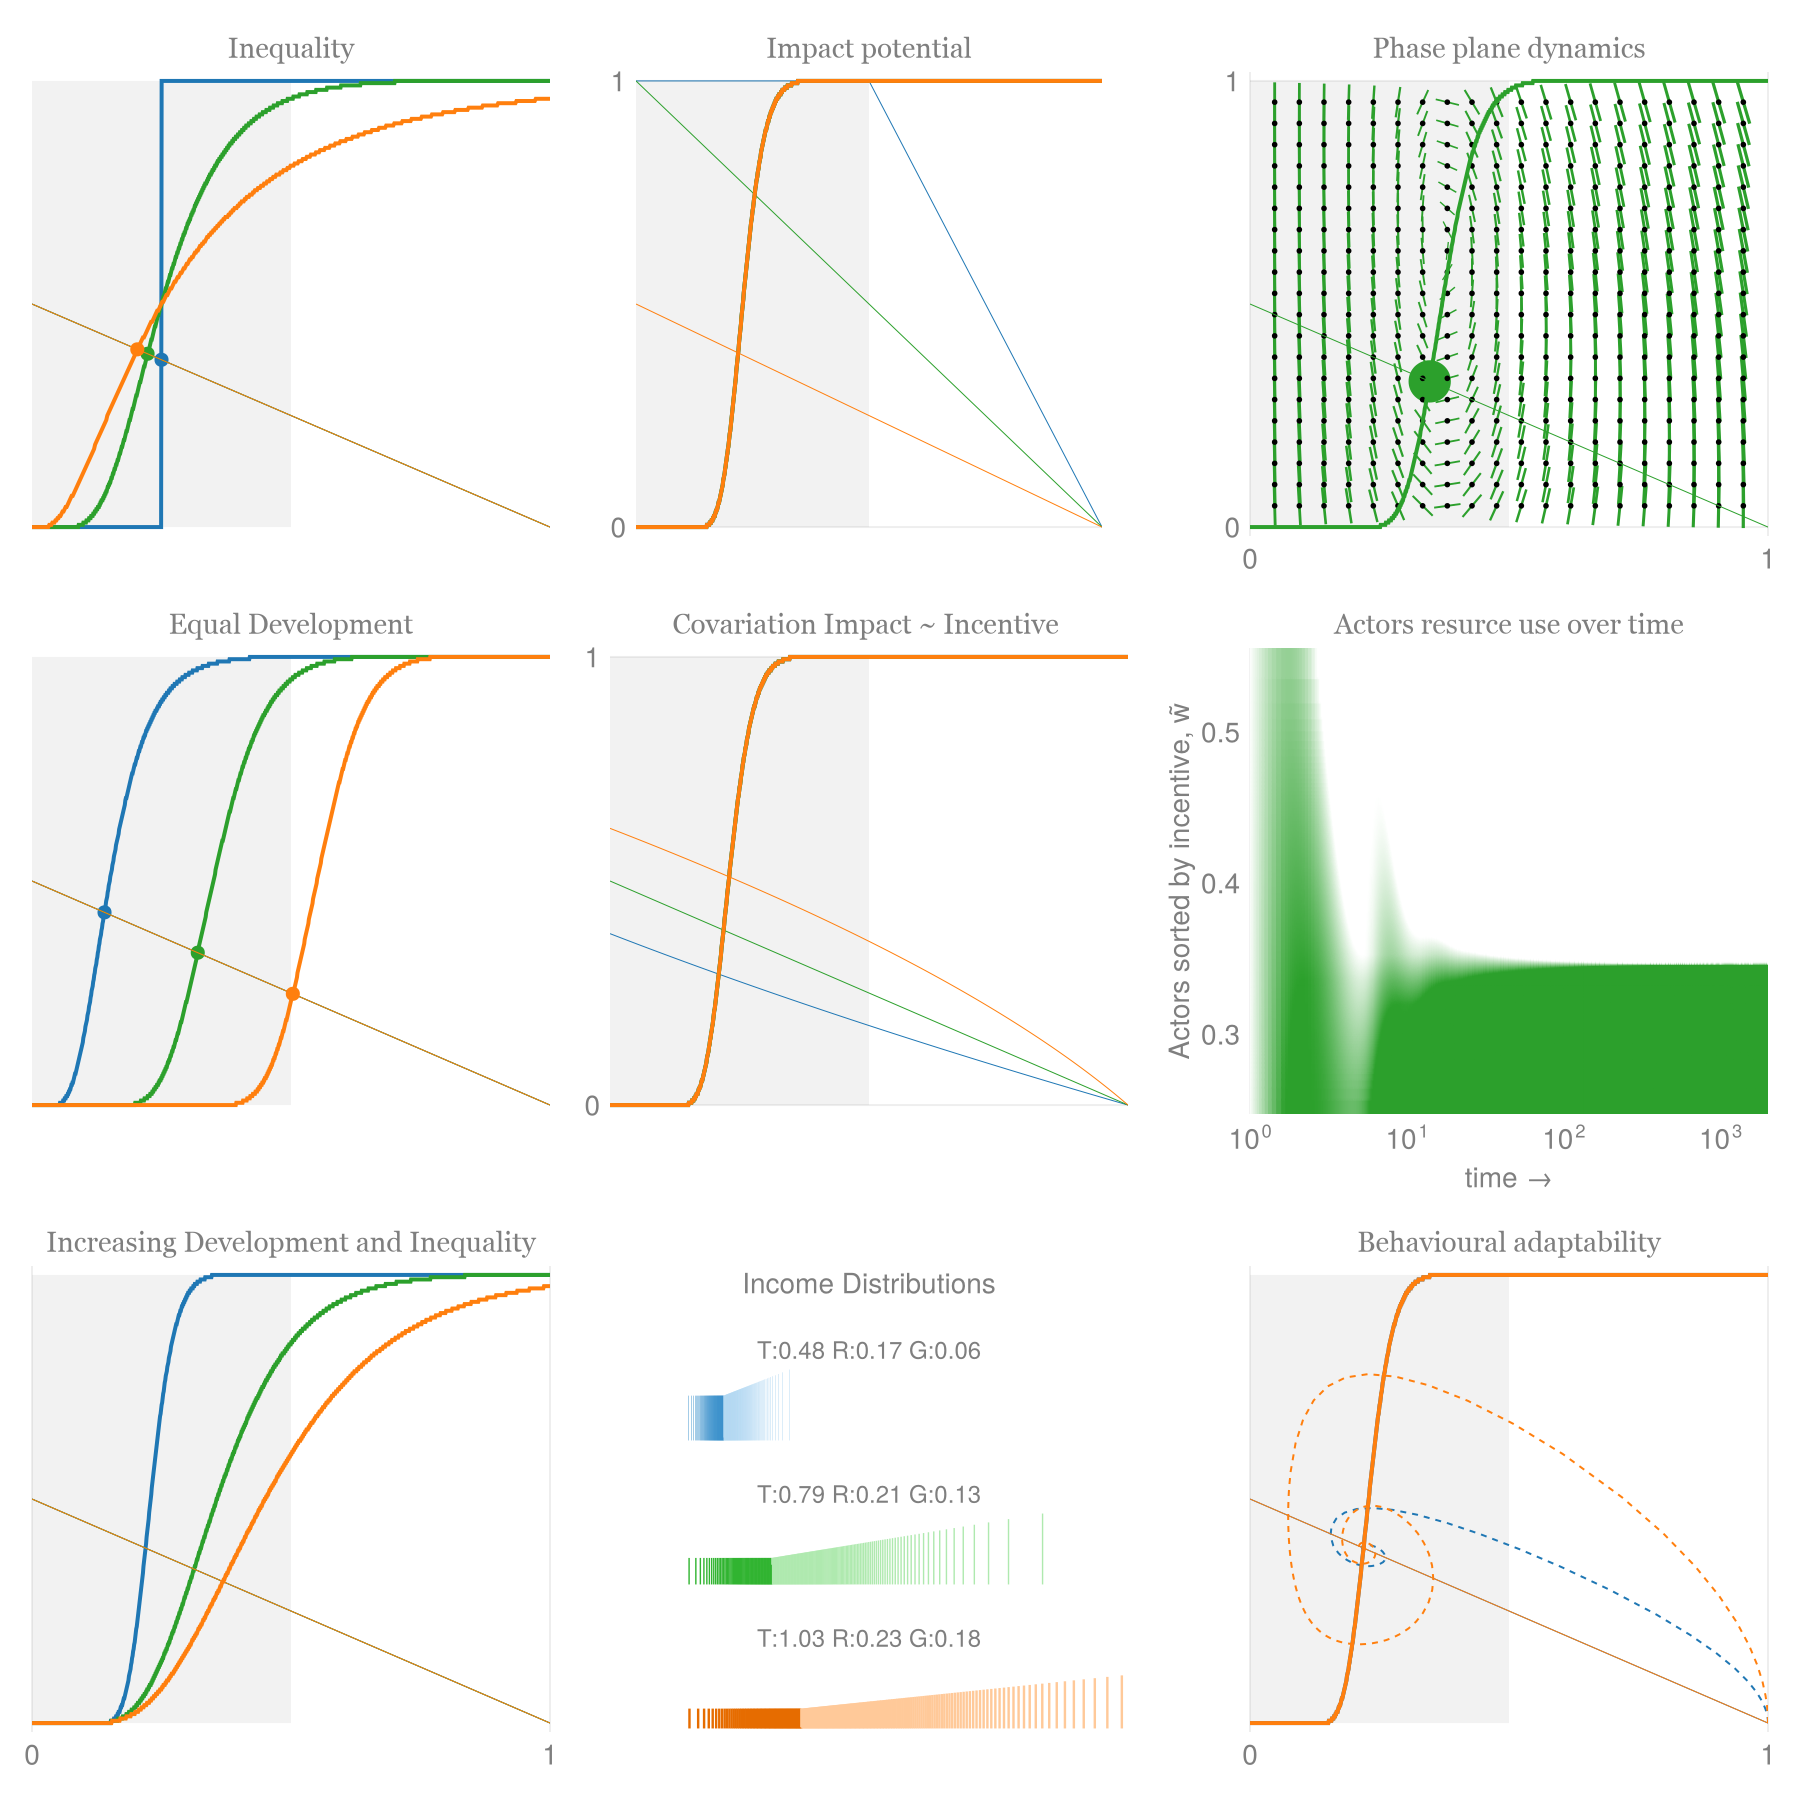 Inequality
Impact potential
Phase plane dynamics
1
0
1
0
0
1
Equal Development
Covariation Impact ~ Incentive
Actors resurce use over time
1
0
Actors sorted by incentive, w̃
0.5
0.4
0.3
10⁰
10¹
10²
10³
time →
Increasing Development and Inequality
Income Distributions
Behavioural adaptability
T:0.48 R:0.17 G:0.06
T:0.79 R:0.21 G:0.13
T:1.03 R:0.23 G:0.18
0
1
0
1